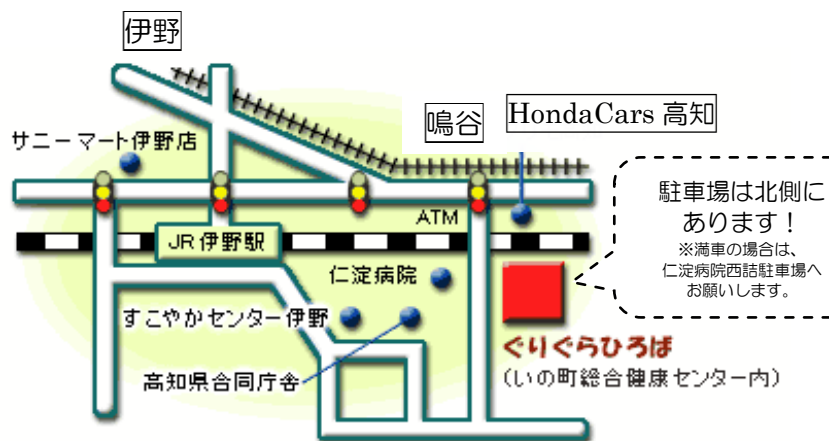 伊野
鳴谷
HondaCars 高知
サニーマート伊野店
駐車場は北側に
あります！
※満車の場合は、
仁淀病院西詰駐車場へ
お願いします。
ATM
JR伊野駅
仁淀病院
すこやかセンター伊野
高知県合同庁舎
ぐりぐらひろば
（いの町総合健康センター内）